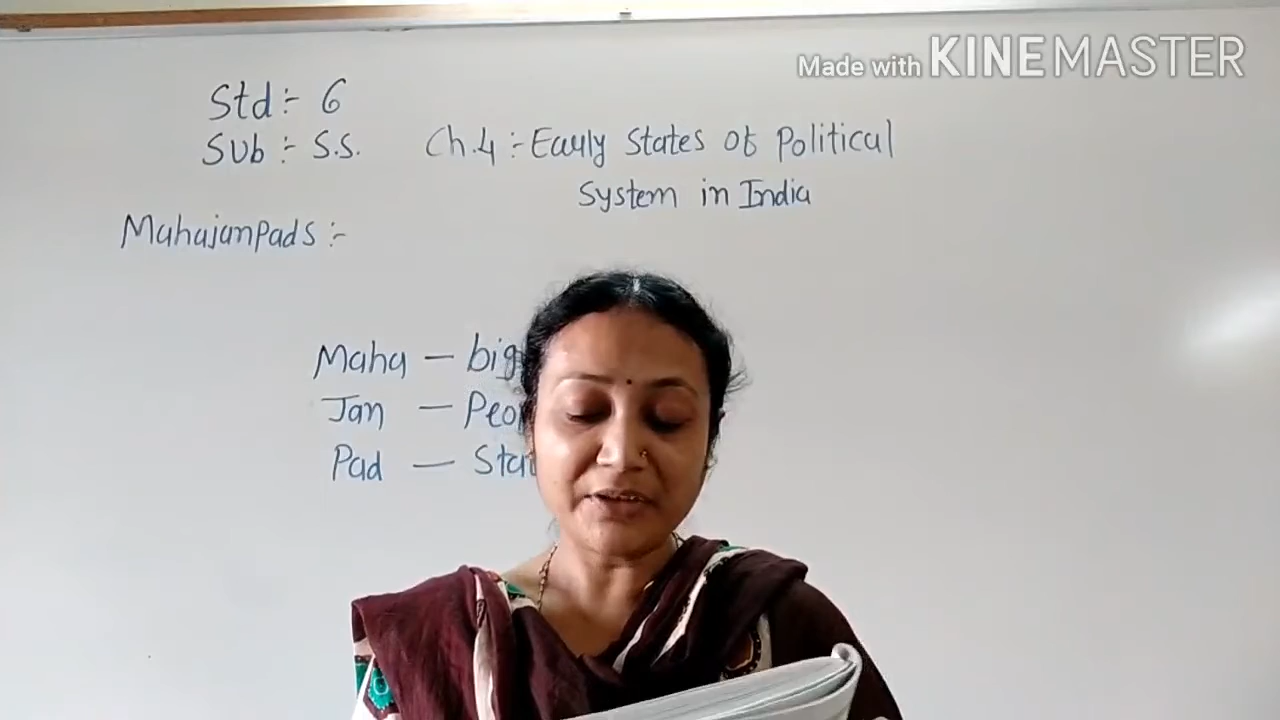 Made with KINEMASTER
Std :- 6
Sub :- S.S. Ch.4 :- Early States of Political
System in India
Mahajanpads :-
Maha — big
Jan —
Pad —